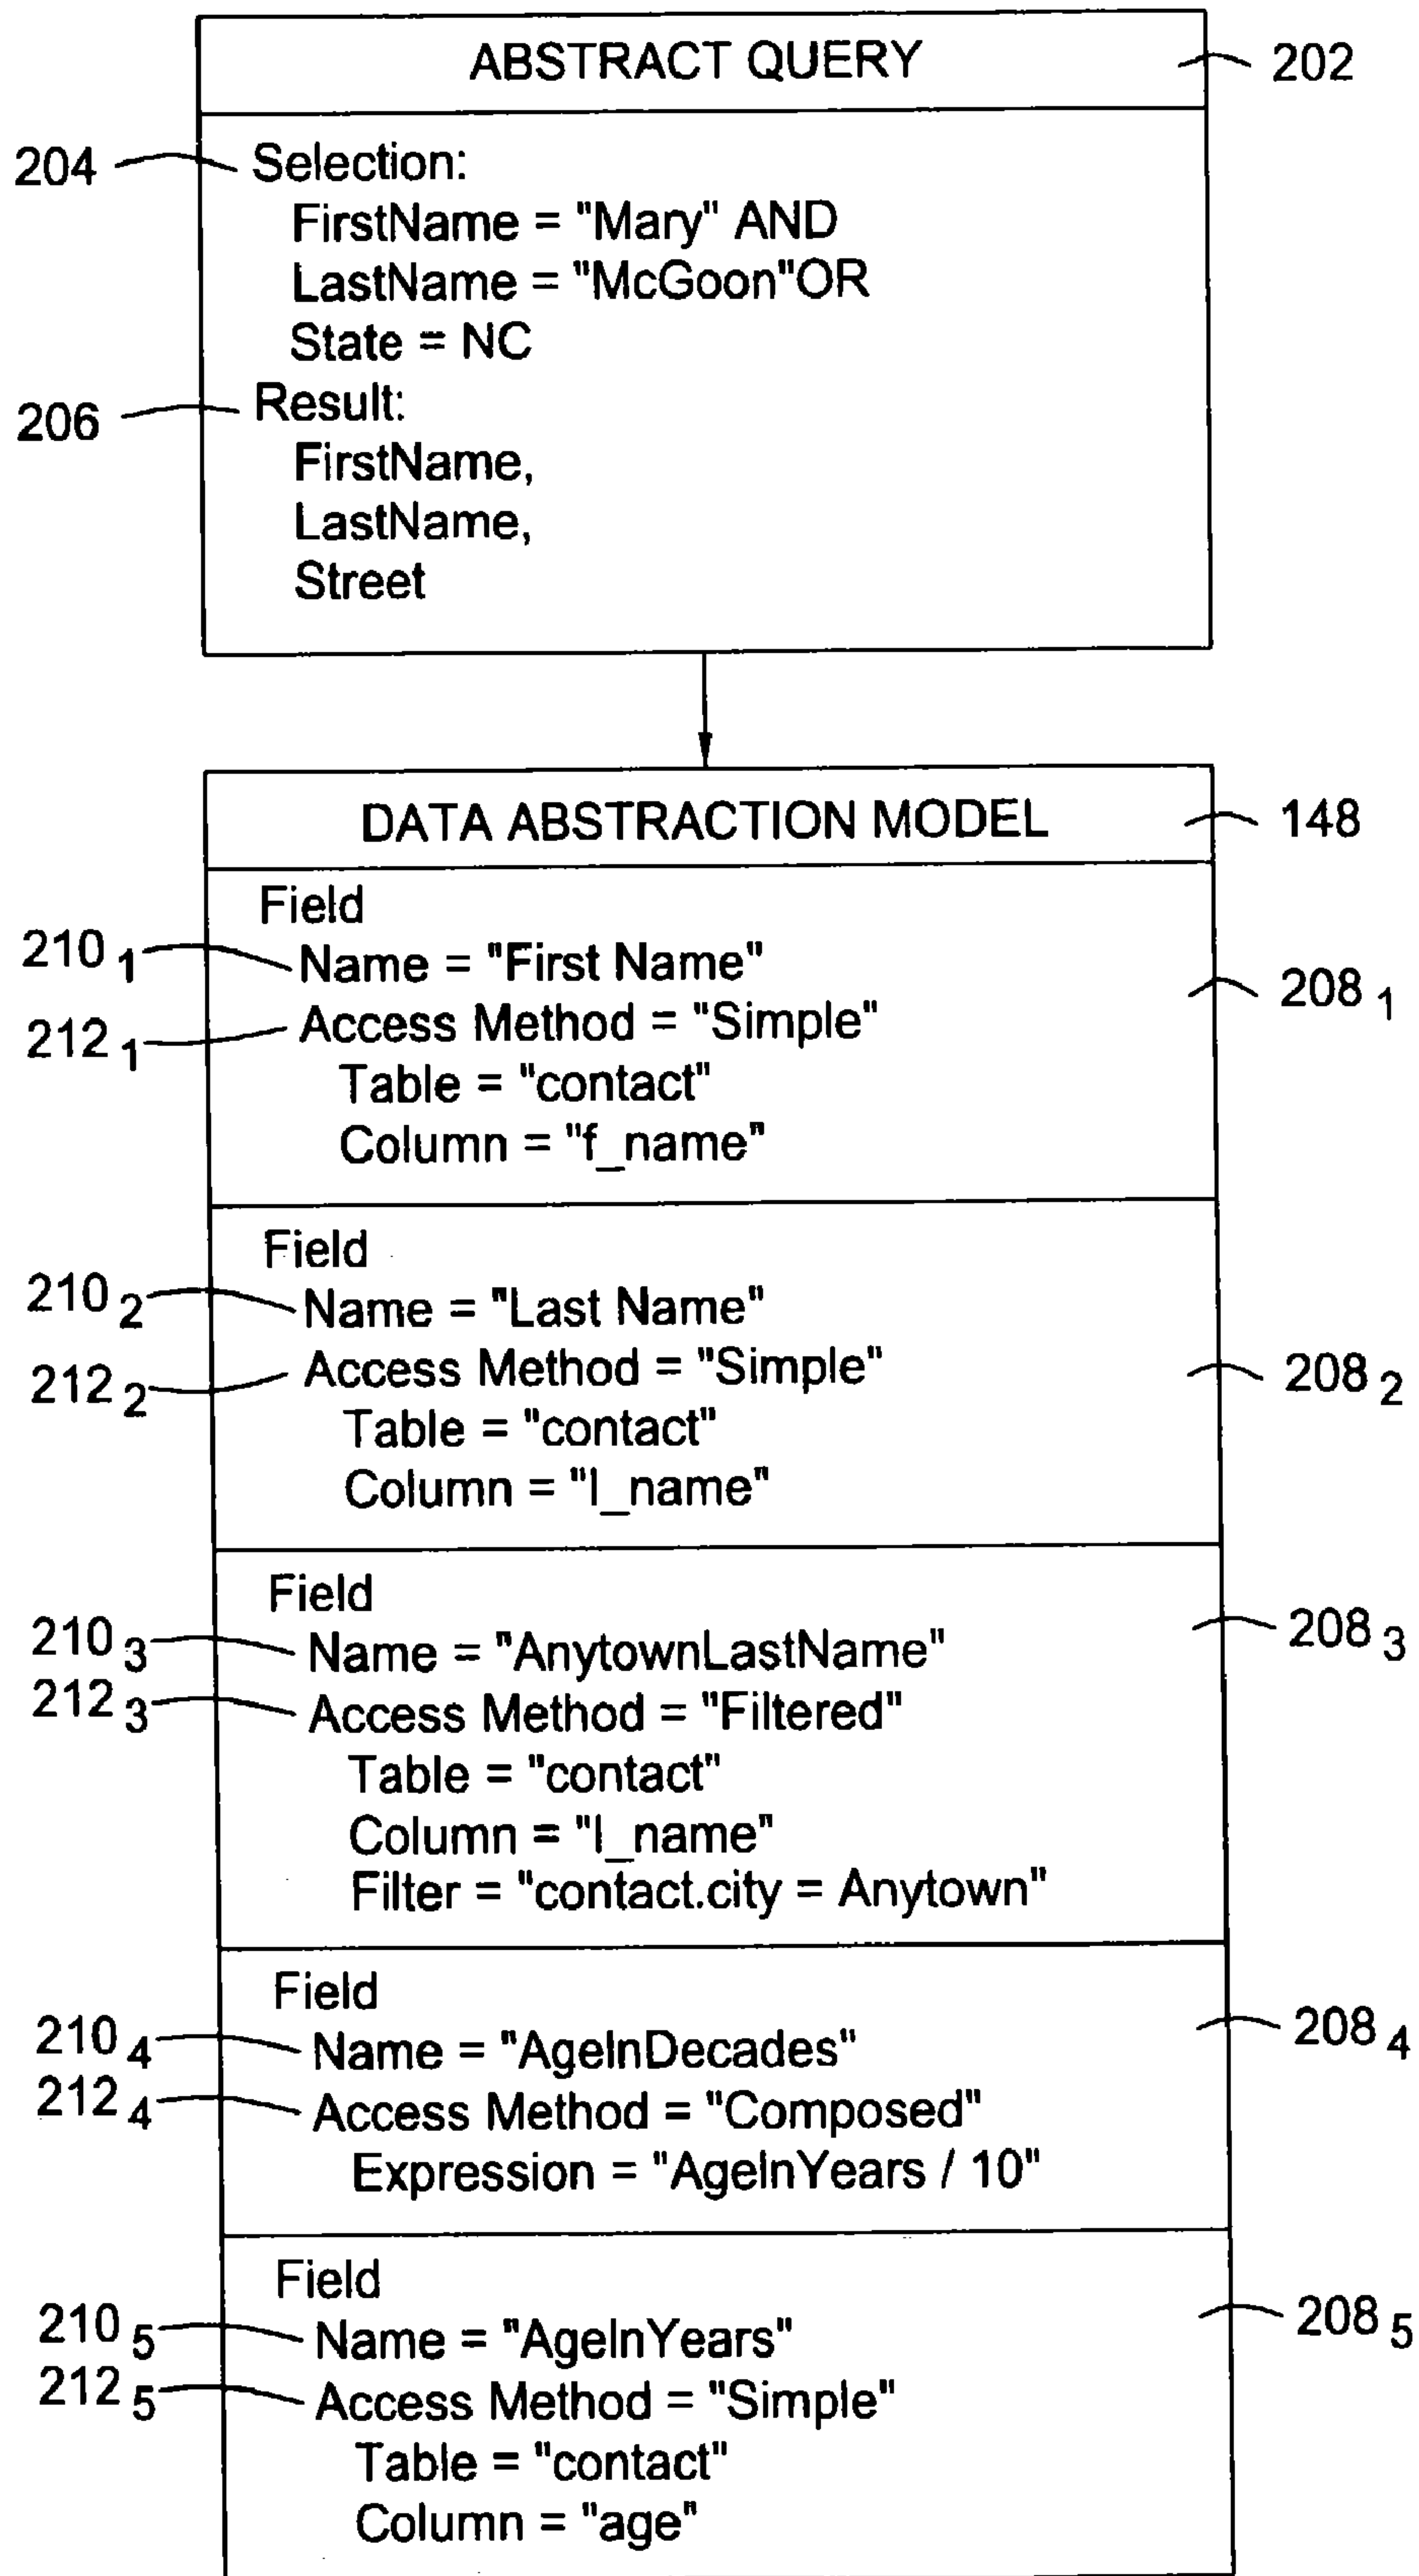 ABSTRACT QUERY 202
204 Selection:
FirstName = "Mary" AND
LastName = "McGoon"OR
State = NC
206 Result:
FirstName,
LastName,
Street
DATA ABSTRACTION MODEL 148
Field
210 1 Name = "First Name" 208 1
212 1 Access Method = "Simple"
Table = "contact"
Column = "f_name"
Field
210 2 Name = "Last Name"
212 2 Access Method = "Simple" 208 2
Table = "contact"
Column = "l_name"
Field
210 3 Name = "AnytownLastName" 208 3
212 3 Access Method = "Filtered"
Table = "contact"
Column = "l_name"
Filter = "contact.city = Anytown"
Field
210 4 Name = "AgeInDecades" 208 4
212 4 Access Method = "Composed"
Expression = "AgeInYears / 10"
Field
210 5 Name = "AgeInYears" 208 5
212 5 Access Method = "Simple"
Table = "contact"
Column = "age"